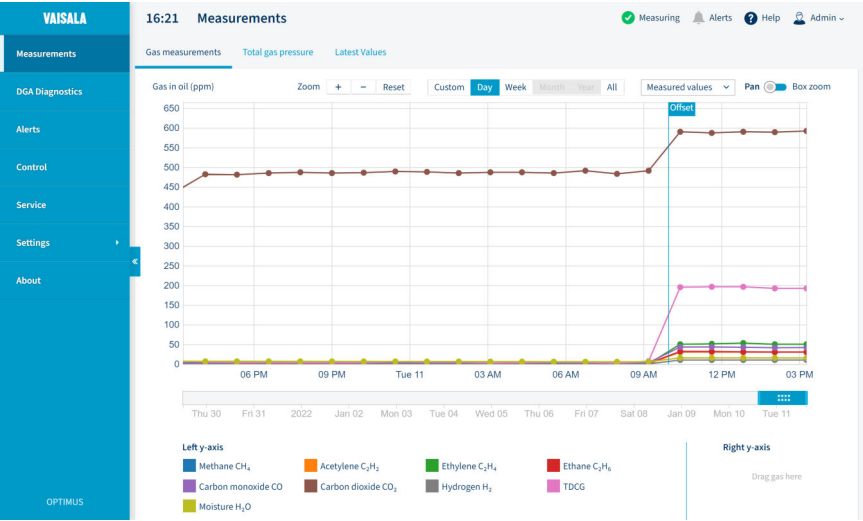 VAISALA
16:21 Measurements
Measuring Alerts Help Admin
Measurements
DGA Diagnostics
Alerts
Control
Service
Settings
About
OPTIMUS
Gas measurements Total gas pressure Latest Values
Gas in oil (ppm) Zoom + − Reset Custom Day Week Month Year All Measured values Pan Box zoom
Offset
650
600
550
500
450
400
350
300
250
200
150
100
50
0
06 PM 09 PM Tue 11 03 AM 06 AM 09 AM 12 PM 03 PM
Thu 30 Fri 31 2022 Jan 02 Mon 03 Tue 04 Wed 05 Thu 06 Fri 07 Sat 08 Jan 09 Mon 10 Tue 11
Left y-axis Right y-axis
Methane CH₄ Acetylene C₂H₂ Ethylene C₂H₄ Ethane C₂H₆
Carbon monoxide CO Carbon dioxide CO₂ Hydrogen H₂ TDCG
Moisture H₂O
Drag gas here